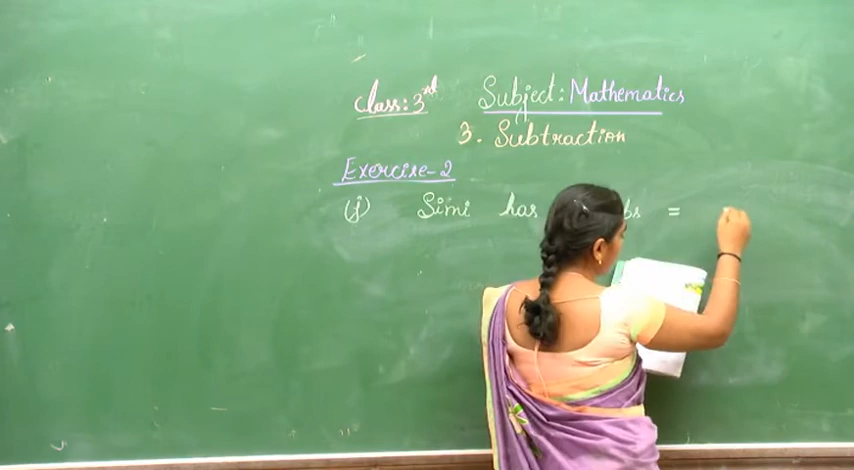 Class: 3rd Subject: Mathematics
3. Subtraction
Exercise-2
(j) Simi has =